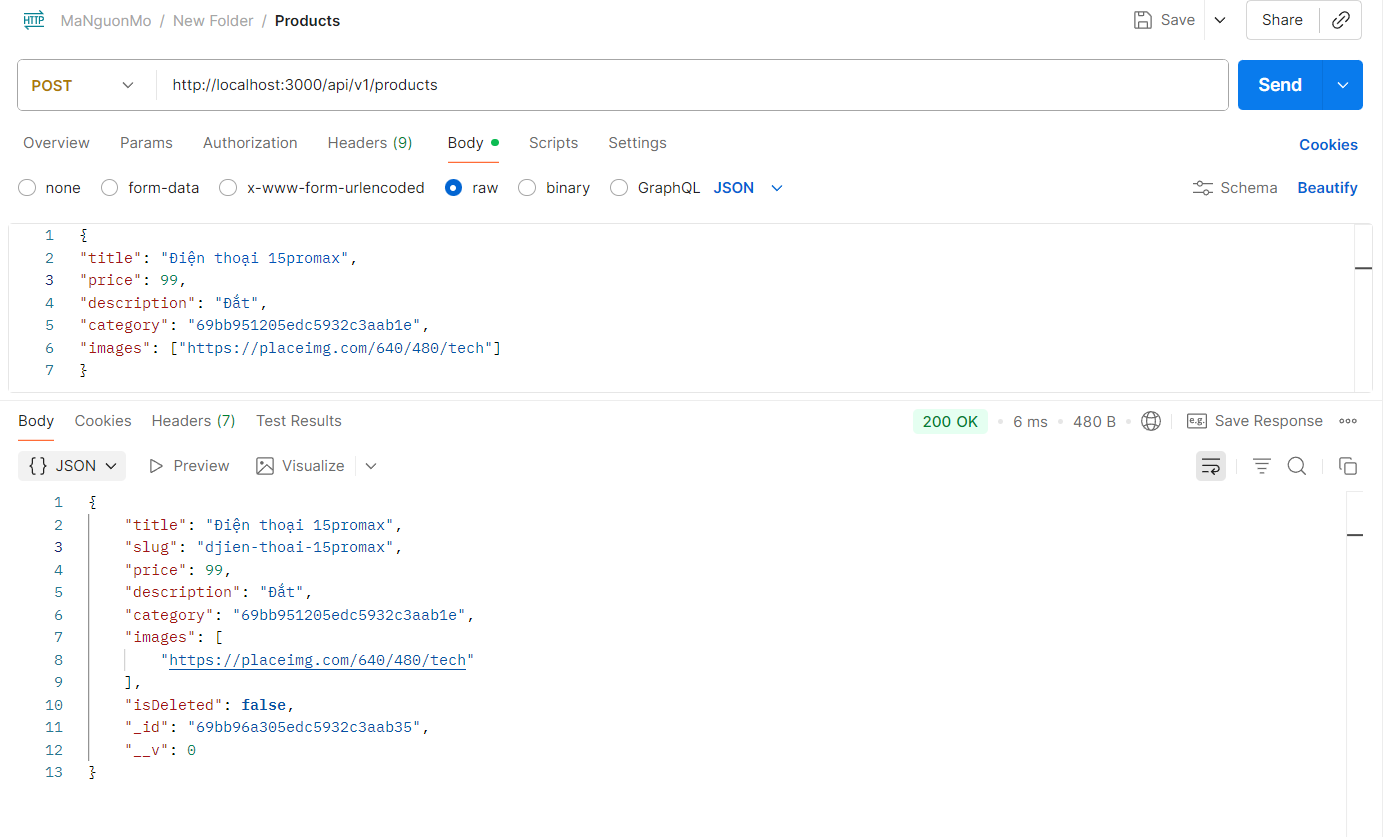 HTTP MaNguonMo / New Folder / Products Save Share
POST http://localhost:3000/api/v1/products Send
Overview Params Authorization Headers (9) Body Scripts Settings Cookies
none form-data x-www-form-urlencoded raw binary GraphQL JSON Schema Beautify
1 {
2 "title": "Điện thoại 15promax",
3 "price": 99,
4 "description": "Đắt",
5 "category": "69bb951205edc5932c3aab1e",
6 "images": ["https://placeimg.com/640/480/tech"]
7 }
Body Cookies Headers (7) Test Results 200 OK • 6 ms • 480 B • e.g. Save Response
{} JSON Preview Visualize
1 {
2 "title": "Điện thoại 15promax",
3 "slug": "djien-thoai-15promax",
4 "price": 99,
5 "description": "Đắt",
6 "category": "69bb951205edc5932c3aab1e",
7 "images": [
8 "https://placeimg.com/640/480/tech"
9 ],
10 "isDeleted": false,
11 "_id": "69bb96a305edc5932c3aab35",
12 "__v": 0
13 }